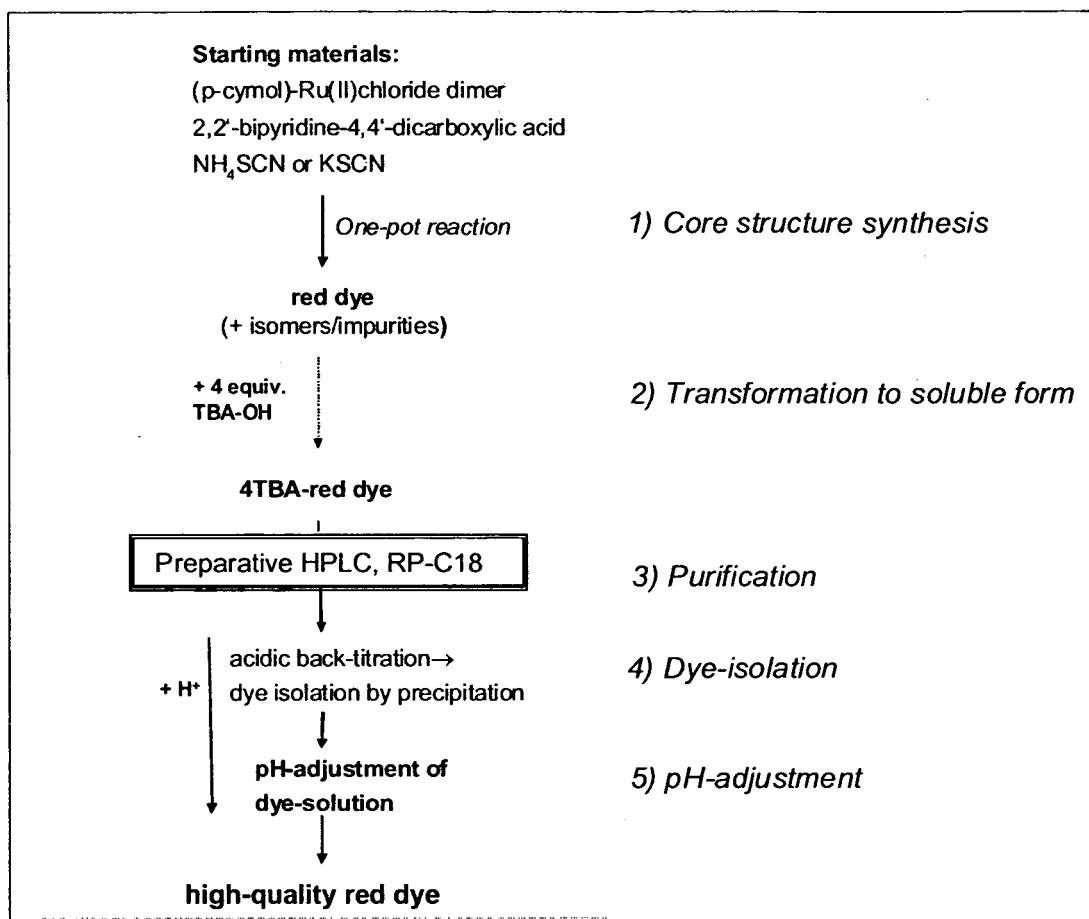 Starting materials:
(p-cymol)-Ru(II)chloride dimer
2,2'-bipyridine-4,4'-dicarboxylic acid
NH4SCN or KSCN
One-pot reaction
1) Core structure synthesis
red dye
(+ isomers/impurities)
+ 4 equiv.
TBA-OH
2) Transformation to soluble form
4TBA-red dye
Preparative HPLC, RP-C18
3) Purification
+ H+
acidic back-titration→
dye isolation by precipitation
4) Dye-isolation
pH-adjustment of
dye-solution
5) pH-adjustment
high-quality red dye